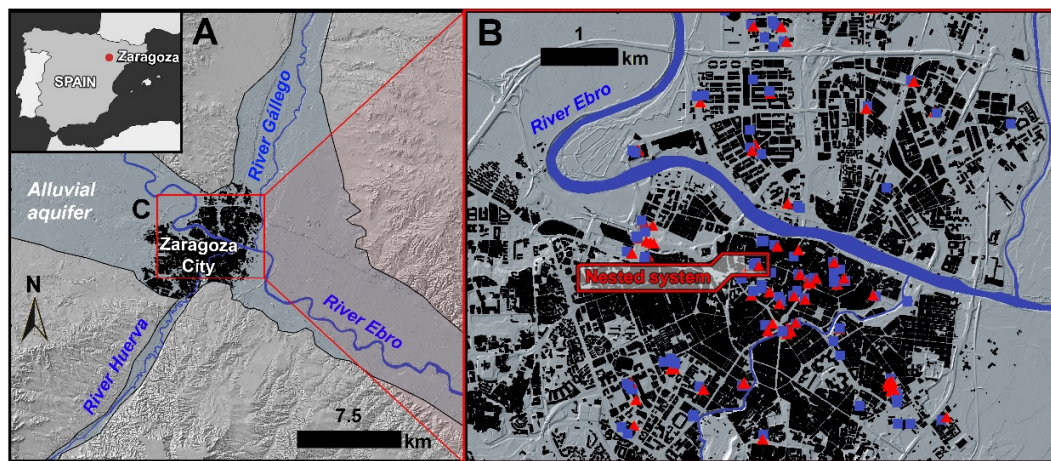 SPAIN
Zaragoza
A
River Gállego
Alluvial
aquifer
C
Zaragoza
City
N
River Huerva
River Ebro
7.5
km
B
1
km
River Ebro
Nested system